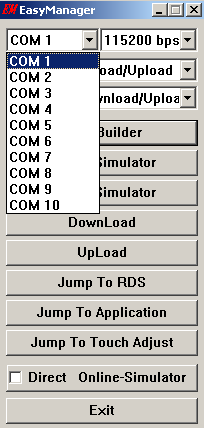 EasyManager
COM 1 115200 bps
COM 1
COM 2
COM 3 oad/Upload
COM 4
COM 5 nload/Uploa
COM 6
COM 7 Builder
COM 8 Simulator
COM 9
COM 10 Simulator
DownLoad
UpLoad
Jump To RDS
Jump To Application
Jump To Touch Adjust
Direct Online-Simulator
Exit